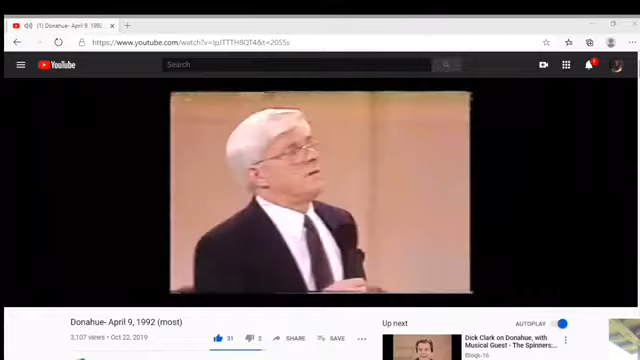 (1) Donahue- April 9, 1992
https://www.youtube.com/watch?v=IpJTTTH8QT4&t=2055s
YouTube
Search
Donahue- April 9, 1992 (most)
3,107 views • Oct 22, 2019
31
2
SHARE
SAVE
Up next
AUTOPLAY
Dick Clark on Donahue, with
Musical Guest - The Spinners;